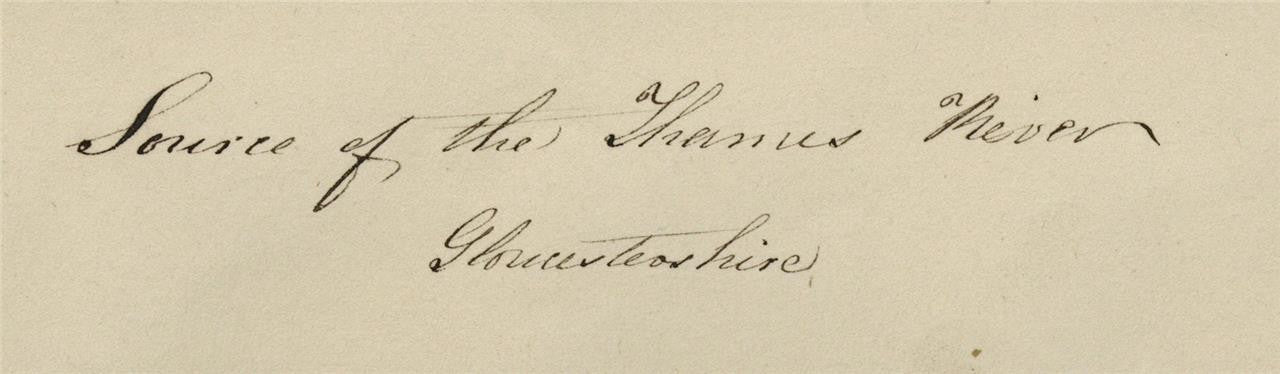 Source of the Thames River
Gloucestershire